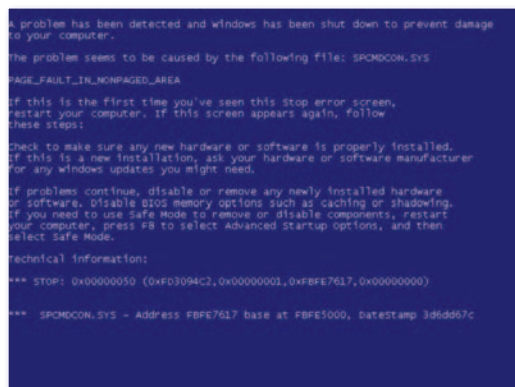 A problem has been detected and windows has been shut down to prevent damage
to your computer.
The problem seems to be caused by the following file: SPCMDCON.SYS
PAGE_FAULT_IN_NONPAGED_AREA
If this is the first time you've seen this Stop error screen,
restart your computer. If this screen appears again, follow
these steps:
Check to make sure any new hardware or software is properly installed.
If this is a new installation, ask your hardware or software manufacturer
for any windows updates you might need.
If problems continue, disable or remove any newly installed hardware
or software. Disable BIOS memory options such as caching or shadowing.
If you need to use Safe Mode to remove or disable components, restart
your computer, press F8 to select Advanced Startup Options, and then
select Safe Mode.
Technical information:
*** STOP: 0x00000050 (0xFD3094C2,0x00000001,0xFBFE7617,0x00000000)
*** SPCMDCON.SYS - Address FBFE7617 base at FBFE5000, DateStamp 3d6dd67c